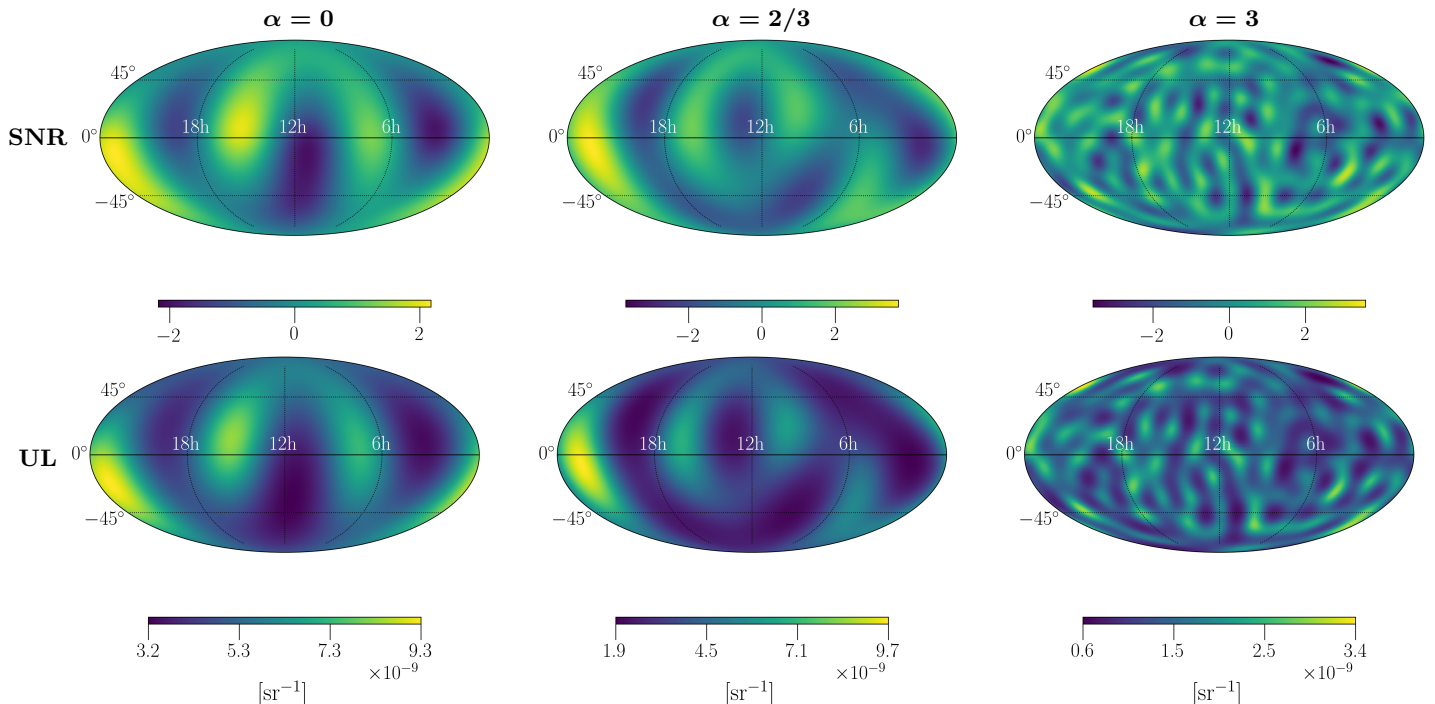 α = 0 α = 2/3 α = 3
45° 45° 45°
SNR 0° 18h 12h 6h 0° 18h 12h 6h 0° 18h 12h 6h
−45° −45° −45°
−2 0 2 −2 0 2 −2 0 2
45° 45° 45°
UL 0° 18h 12h 6h 0° 18h 12h 6h 0° 18h 12h 6h
−45° −45° −45°
3.2 5.3 7.3 9.3 1.9 4.5 7.1 9.7 0.6 1.5 2.5 3.4
×10⁻⁹ ×10⁻⁹ ×10⁻⁹
[sr⁻¹] [sr⁻¹] [sr⁻¹]